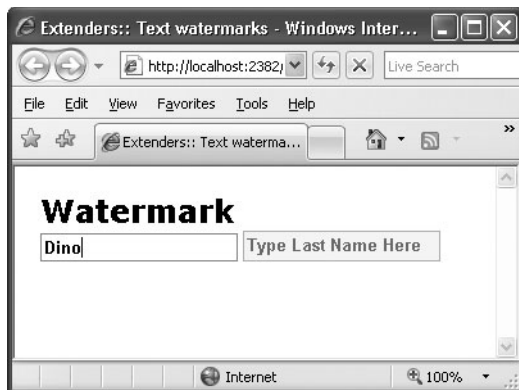 Extenders:: Text watermarks - Windows Inter...
http://localhost:2382/
Live Search
File Edit View Favorites Tools Help
Extenders:: Text waterma...
»
Watermark
Dino
Type Last Name Here
Internet
100%